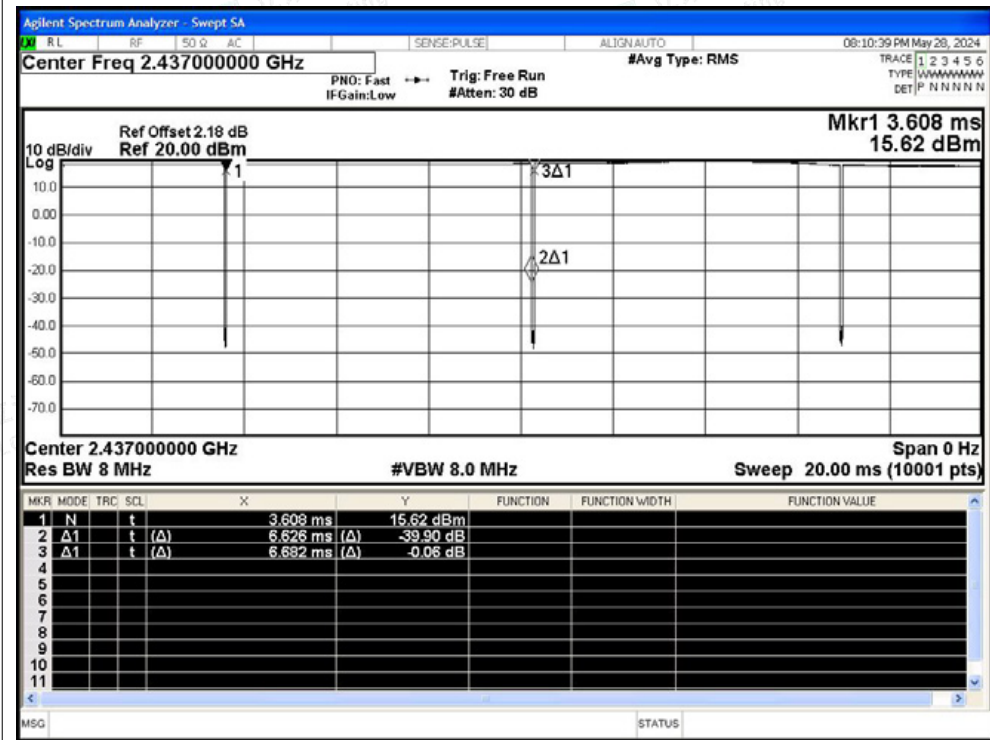 Agilent Spectrum Analyzer - Swept SA
RL RF 50 Ω AC SENSE:PULSE ALIGNAUTO 08:10:39 PM May 28, 2024
Center Freq 2.437000000 GHz #Avg Type: RMS TRACE 1 2 3 4 5 6
PNO: Fast Trig: Free Run TYPE WWWWWW
IFGain:Low #Atten: 30 dB DET P N N N N N
Mkr1 3.608 ms
15.62 dBm
Ref Offset 2.18 dB
10 dB/div Ref 20.00 dBm
Log
1
3Δ1
10.0
0.00
-10.0
2Δ1
-20.0
-30.0
-40.0
-50.0
-60.0
-70.0
Center 2.437000000 GHz Span 0 Hz
Res BW 8 MHz #VBW 8.0 MHz Sweep 20.00 ms (10001 pts)
MKR MODE TRC SCL X Y FUNCTION FUNCTION WIDTH FUNCTION VALUE
1 N t 3.608 ms 15.62 dBm
2 Δ1 t (Δ) 6.626 ms (Δ) -39.90 dB
3 Δ1 t (Δ) 6.682 ms (Δ) -0.06 dB
4
5
6
7
8
9
10
11
MSG STATUS